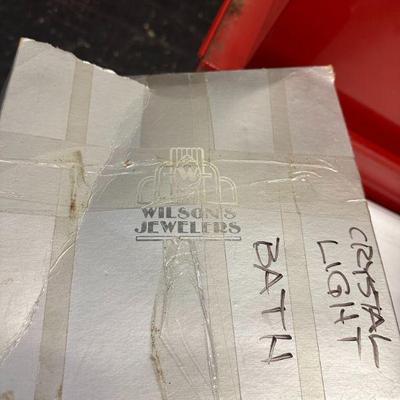 W
WILSON'S
JEWELERS
CRYSTAL
LIGHT
BATH